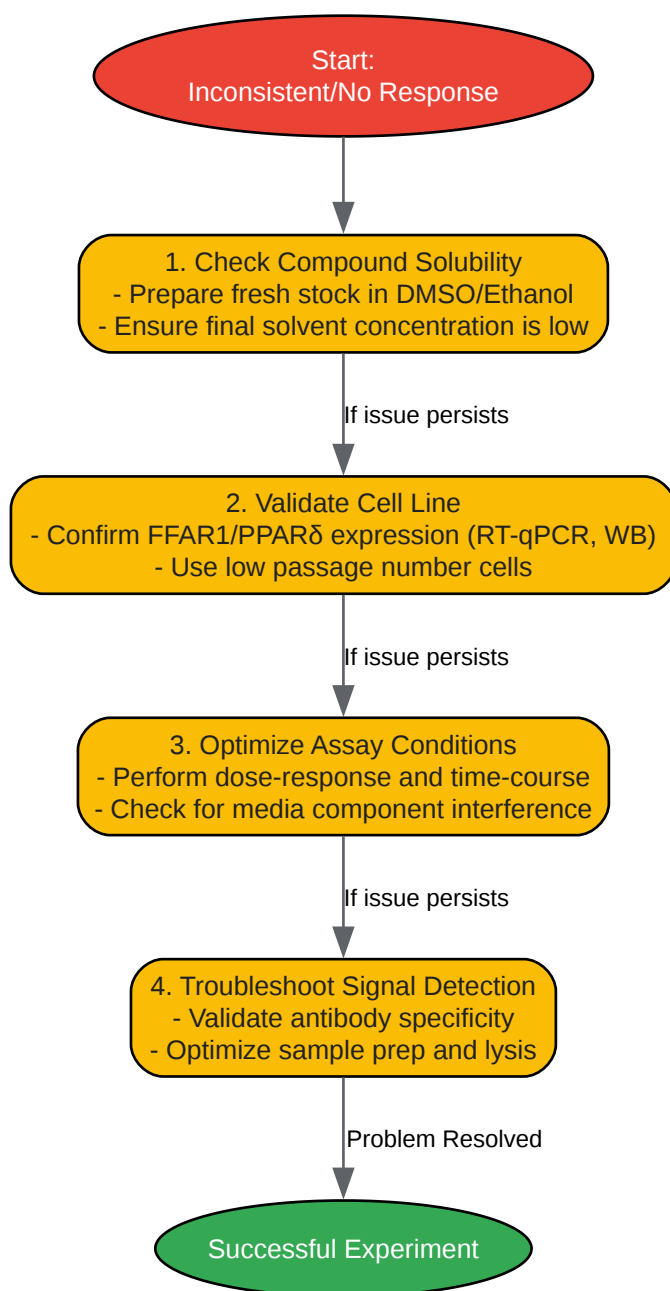 Start:
Inconsistent/No Response
1. Check Compound Solubility
- Prepare fresh stock in DMSO/Ethanol
- Ensure final solvent concentration is low
If issue persists
2. Validate Cell Line
- Confirm FFAR1/PPARδ expression (RT-qPCR, WB)
- Use low passage number cells
If issue persists
3. Optimize Assay Conditions
- Perform dose-response and time-course
- Check for media component interference
If issue persists
4. Troubleshoot Signal Detection
- Validate antibody specificity
- Optimize sample prep and lysis
Problem Resolved
Successful Experiment